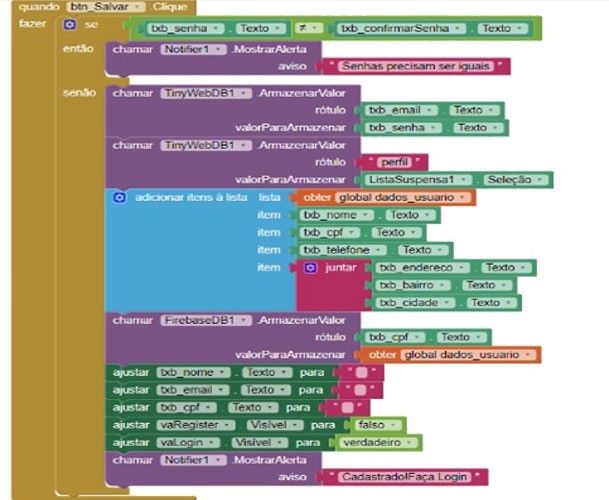 quando btn_Salvar .Clique
fazer se txb_senha . Texto ≠ txb_confirmarSenha . Texto
então chamar Notifier1 .MostrarAlerta
aviso "Senhas precisam ser iguais"
senão chamar TinyWebDB1 .ArmazenarValor
rótulo txb_email . Texto
valorParaArmazenar txb_senha . Texto
chamar TinyWebDB1 .ArmazenarValor
rótulo "perfil"
valorParaArmazenar ListaSuspensa1 . Seleção
adicionar itens à lista lista obter global dados_usuario
item txb_nome . Texto
item txb_cpf . Texto
item txb_telefone . Texto
item juntar txb_endereco . Texto
txb_bairro . Texto
txb_cidade . Texto
chamar FirebaseDB1 .ArmazenarValor
rótulo txb_cpf . Texto
valorParaArmazenar obter global dados_usuario
ajustar txb_nome . Texto para " "
ajustar txb_email . Texto para " "
ajustar txb_cpf . Texto para " "
ajustar vaRegister . Visível para falso
ajustar vaLogin . Visível para verdadeiro
chamar Notifier1 .MostrarAlerta
aviso "Cadastrado!Faça Login"